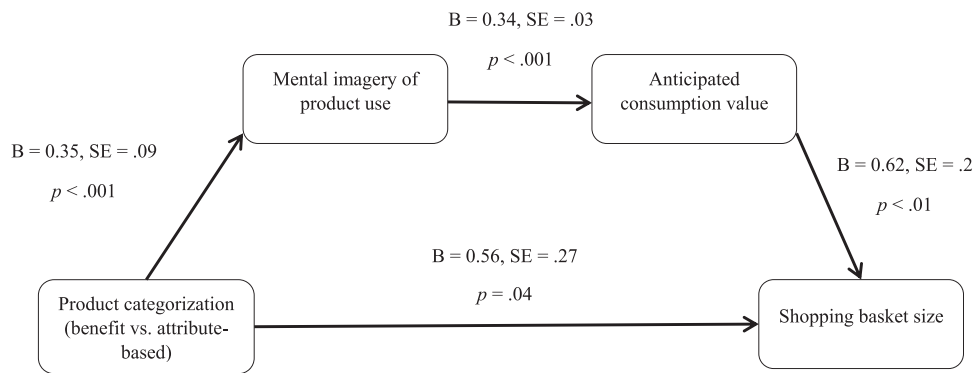 B = 0.34, SE = .03
p < .001
Mental imagery of
product use
Anticipated
consumption value
B = 0.35, SE = .09
p < .001
B = 0.62, SE = .2
p < .01
B = 0.56, SE = .27
p = .04
Product categorization
(benefit vs. attribute-
based)
Shopping basket size